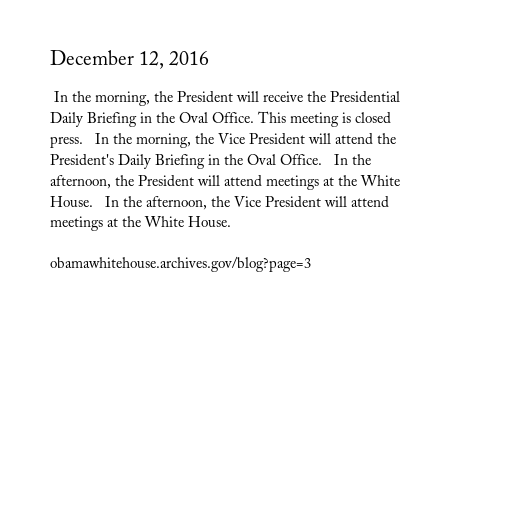 December 12, 2016
In the morning, the President will receive the Presidential
Daily Briefing in the Oval Office. This meeting is closed
press.   In the morning, the Vice President will attend the
President's Daily Briefing in the Oval Office.   In the
afternoon, the President will attend meetings at the White
House.   In the afternoon, the Vice President will attend
meetings at the White House.
obamawhitehouse.archives.gov/blog?page=3